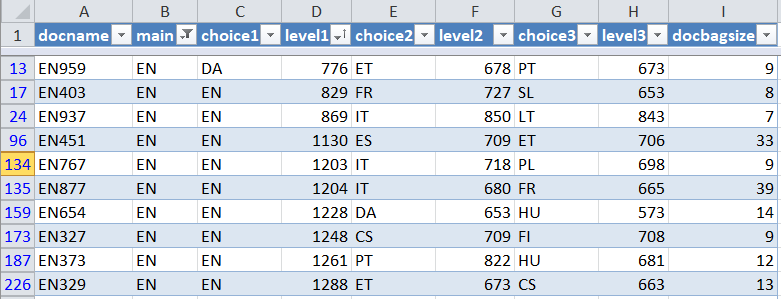 A B C D E F G H I
1 docname main choice1 level1 choice2 level2 choice3 level3 docbagsize
13 EN959 EN DA 776 ET 678 PT 673 9
17 EN403 EN EN 829 FR 727 SL 653 8
24 EN937 EN EN 869 IT 850 LT 843 7
96 EN451 EN EN 1130 ES 709 ET 706 33
134 EN767 EN EN 1203 IT 718 PL 698 9
135 EN877 EN EN 1204 IT 680 FR 665 39
159 EN654 EN EN 1228 DA 653 HU 573 14
173 EN327 EN EN 1248 CS 709 FI 708 9
187 EN373 EN EN 1261 PT 822 HU 681 12
226 EN329 EN EN 1288 ET 673 CS 663 13